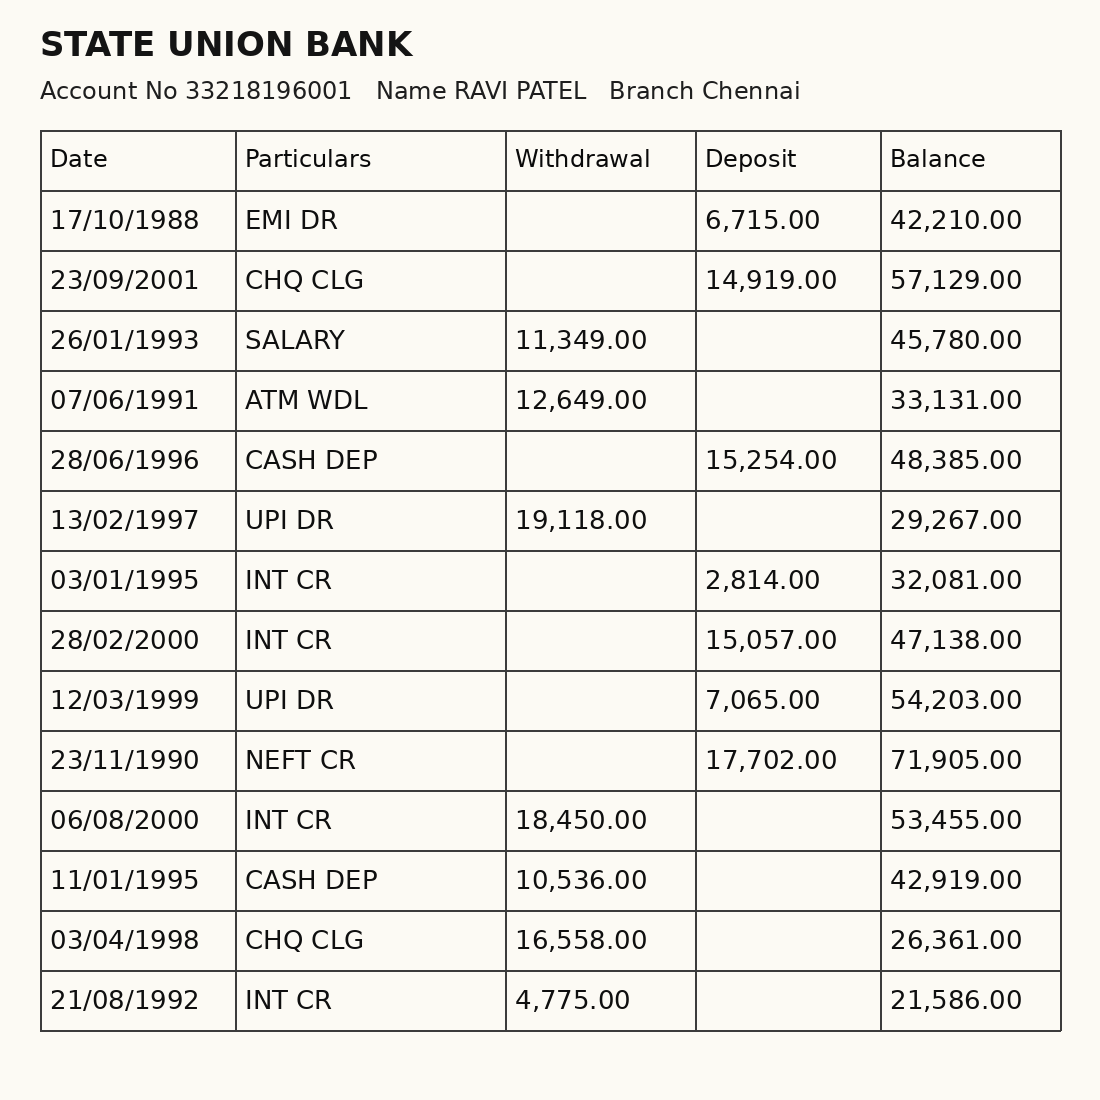 STATE UNION BANK
Account No 33218196001 Name RAVI PATEL Branch Chennai
Date Particulars Withdrawal Deposit Balance
17/10/1988 EMI DR 6,715.00 42,210.00
23/09/2001 CHQ CLG 14,919.00 57,129.00
26/01/1993 SALARY 11,349.00 45,780.00
07/06/1991 ATM WDL 12,649.00 33,131.00
28/06/1996 CASH DEP 15,254.00 48,385.00
13/02/1997 UPI DR 19,118.00 29,267.00
03/01/1995 INT CR 2,814.00 32,081.00
28/02/2000 INT CR 15,057.00 47,138.00
12/03/1999 UPI DR 7,065.00 54,203.00
23/11/1990 NEFT CR 17,702.00 71,905.00
06/08/2000 INT CR 18,450.00 53,455.00
11/01/1995 CASH DEP 10,536.00 42,919.00
03/04/1998 CHQ CLG 16,558.00 26,361.00
21/08/1992 INT CR 4,775.00 21,586.00